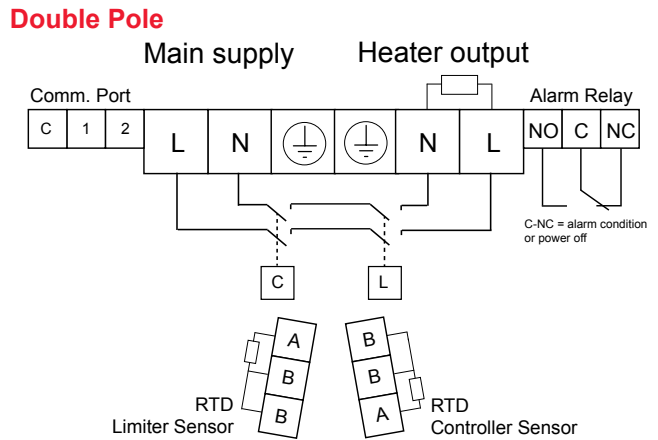 Double Pole
Main supply
Heater output
Comm. Port
Alarm Relay
C 1 2 L N N L NO C NC
C-NC = alarm condition
or power off
C L
A
B
B
RTD
Limiter Sensor
B
B
A
RTD
Controller Sensor